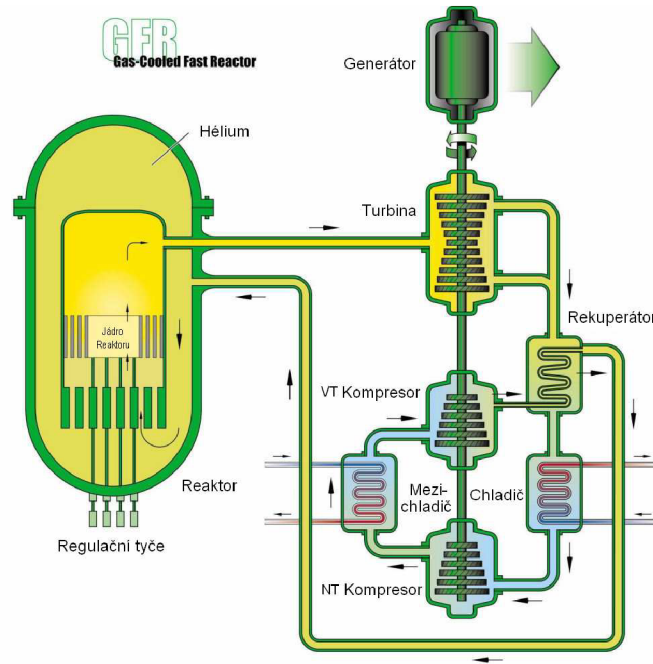 GFR
Gas-Cooled Fast Reactor
Generátor
Hélium
Turbina
Rekuperátor
Jádro
Reaktoru
VT Kompresor
Reaktor
Mezi-
chladič
Chladič
Regulační tyče
NT Kompresor